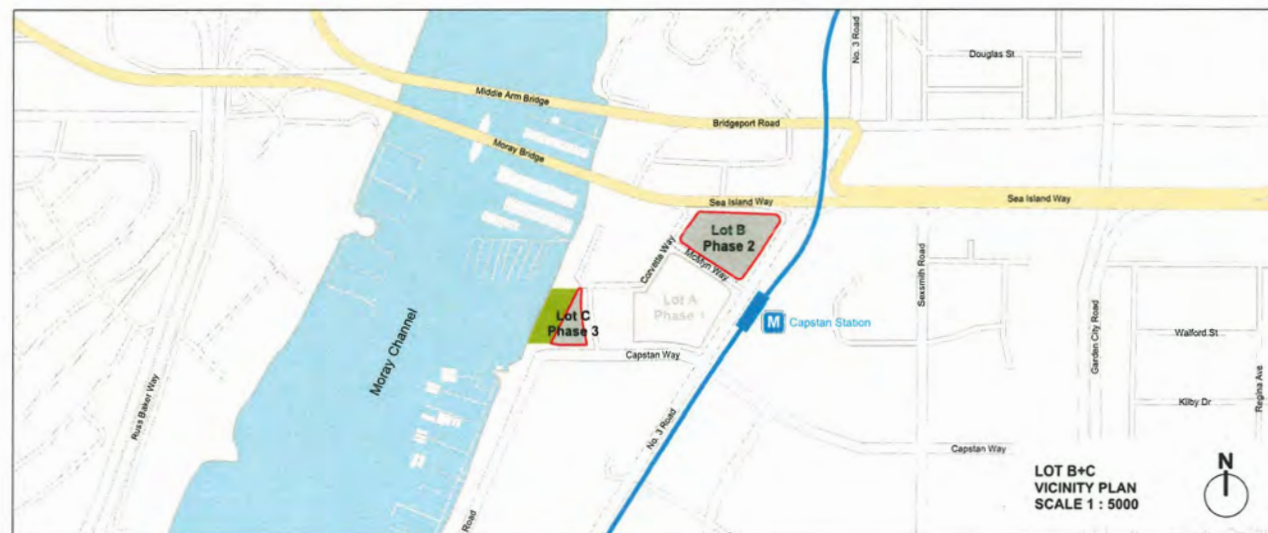 No. 3 Road
Douglas St
Middle Arm Bridge
Bridgeport Road
Moray Bridge
Sea Island Way
Sea Island Way
Lot B
Phase 2
Corvette Way
McMyn Way
Sexsmith Road
Lot A
Phase 1
Lot C
Phase 3
M
Capstan Station
Moray Channel
Capstan Way
Garden City Road
Walford St
Regina Ave
Russ Baker Way
Kilby Dr
No. 3 Road
Capstan Way
Road
LOT B+C
VICINITY PLAN
SCALE 1 : 5000
N